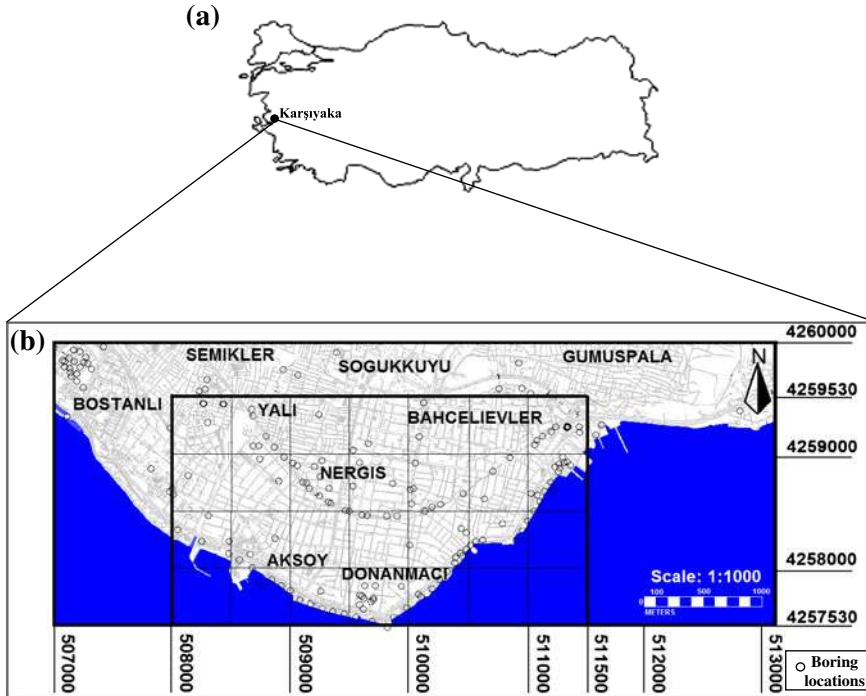 (a)
Karşıyaka
(b)
4260000
SEMIKLER
SOGUKKUYU
GUMUSPALA
N
4259530
BOSTANLI
YALI
BAHCELIEVLER
4259000
NERGIS
AKSOY
DONANMACI
4258000
Scale: 1:1000
100 500 1000
0
METERS
4257530
507000
508000
509000
510000
511000
511500
512000
513000
Boring
locations